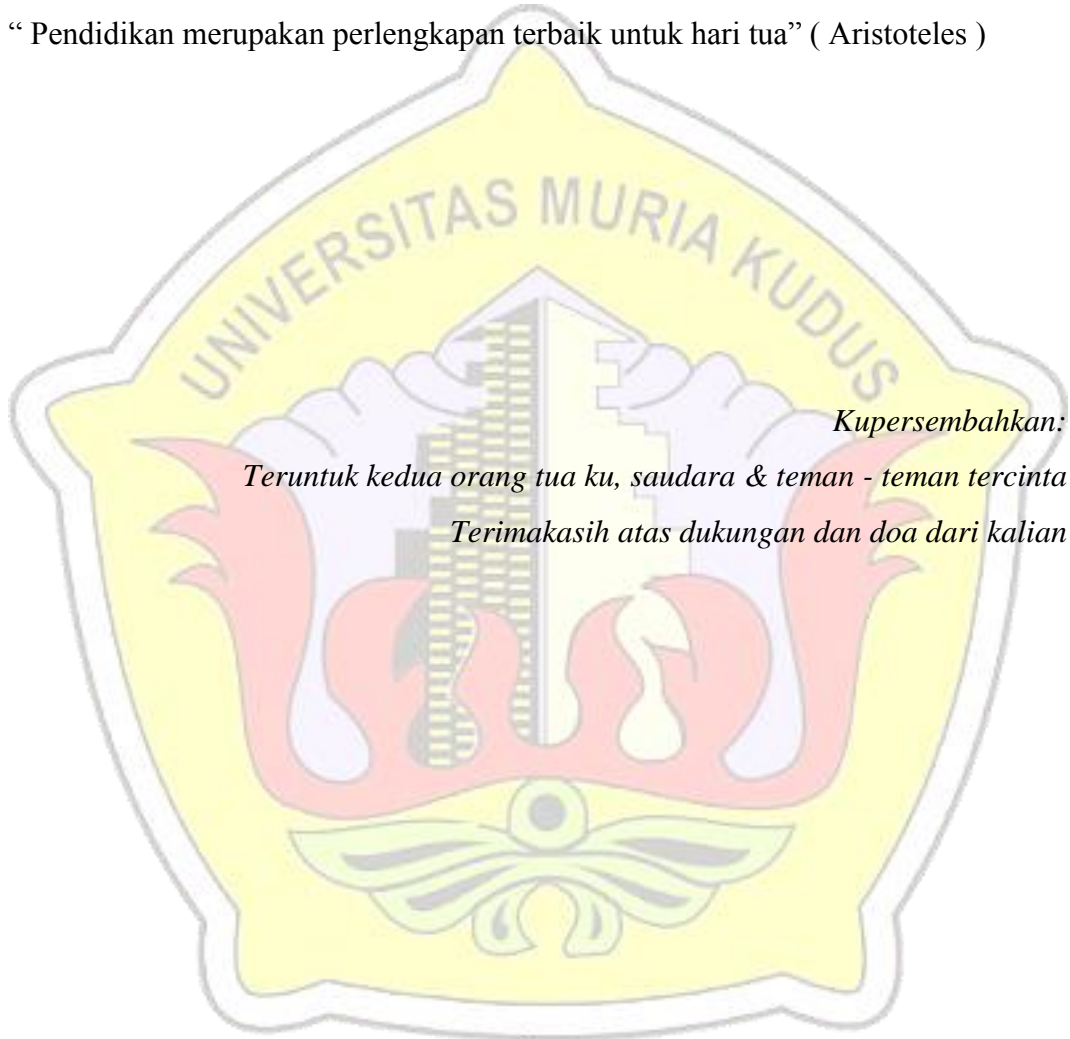 “ Pendidikan merupakan perlengkapan terbaik untuk hari tua” ( Aristoteles )
UNIVERSITAS MURIA KUDUS
Kupersembahkan:
Teruntuk kedua orang tua ku, saudara & teman - teman tercinta
Terimakasih atas dukungan dan doa dari kalian